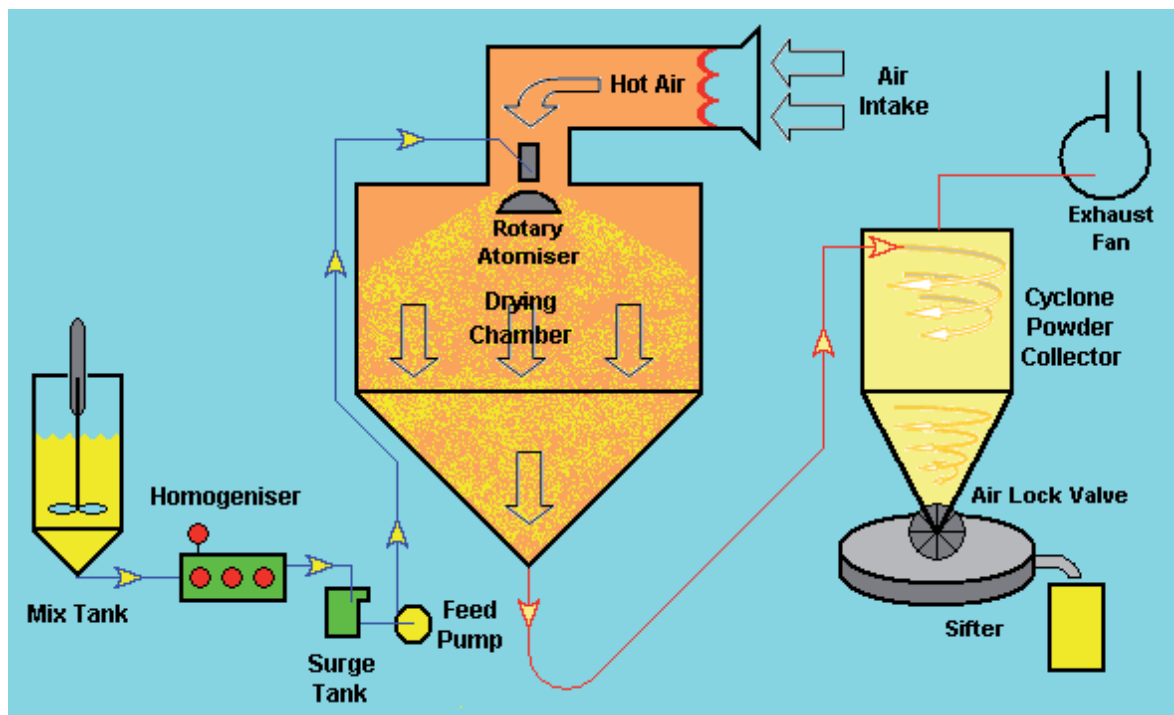 Hot Air
Air
Intake
Exhaust
Fan
Rotary
Atomiser
Drying
Chamber
Cyclone
Powder
Collector
Homogeniser
Air Lock Valve
Mix Tank
Feed
Pump
Surge
Tank
Sifter